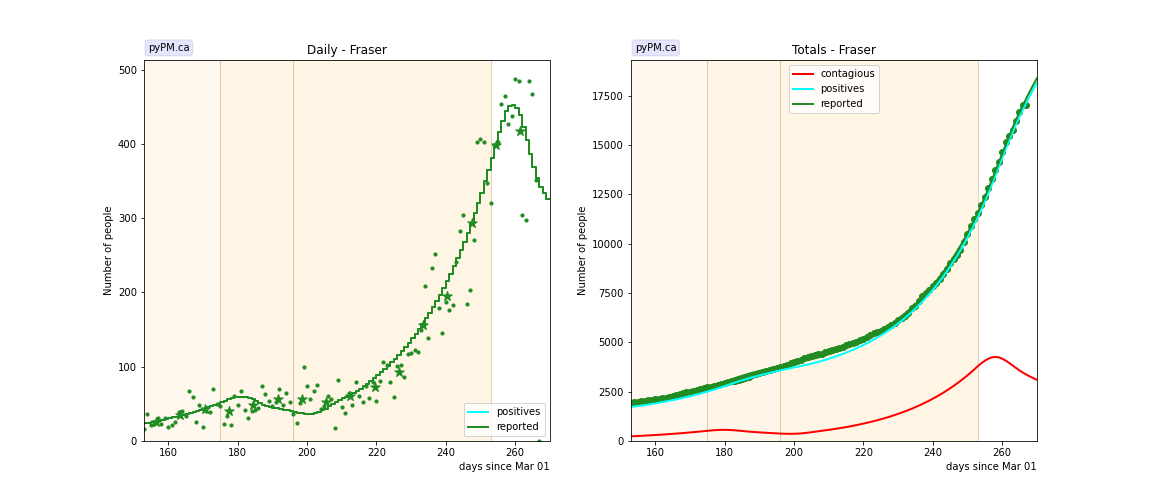 pyPM.ca
Daily - Fraser
Number of people
500
400
300
200
100
0
160 180 200 220 240 260
days since Mar 01
positives
reported
pyPM.ca
Totals - Fraser
Number of people
17500
15000
12500
10000
7500
5000
2500
0
160 180 200 220 240 260
days since Mar 01
contagious
positives
reported